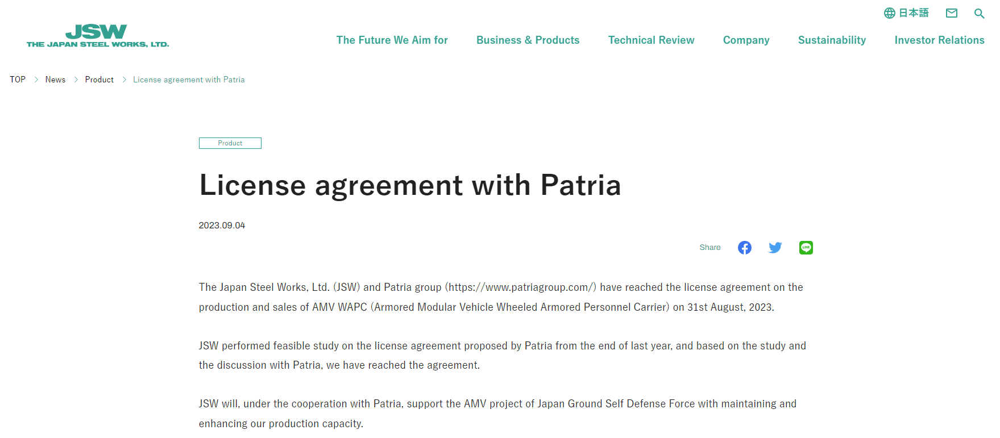 日本語
JSW
THE JAPAN STEEL WORKS, LTD.
The Future We Aim for
Business & Products
Technical Review
Company
Sustainability
Investor Relations
TOP > News > Product > License agreement with Patria
Product
License agreement with Patria
2023.09.04
Share
LINE
The Japan Steel Works, Ltd. (JSW) and Patria group (https://www.patriagroup.com/) have reached the license agreement on the
production and sales of AMV WAPC (Armored Modular Vehicle Wheeled Armored Personnel Carrier) on 31st August, 2023.
JSW performed feasible study on the license agreement proposed by Patria from the end of last year, and based on the study and
the discussion with Patria, we have reached the agreement.
JSW will, under the cooperation with Patria, support the AMV project of Japan Ground Self Defense Force with maintaining and
enhancing our production capacity.